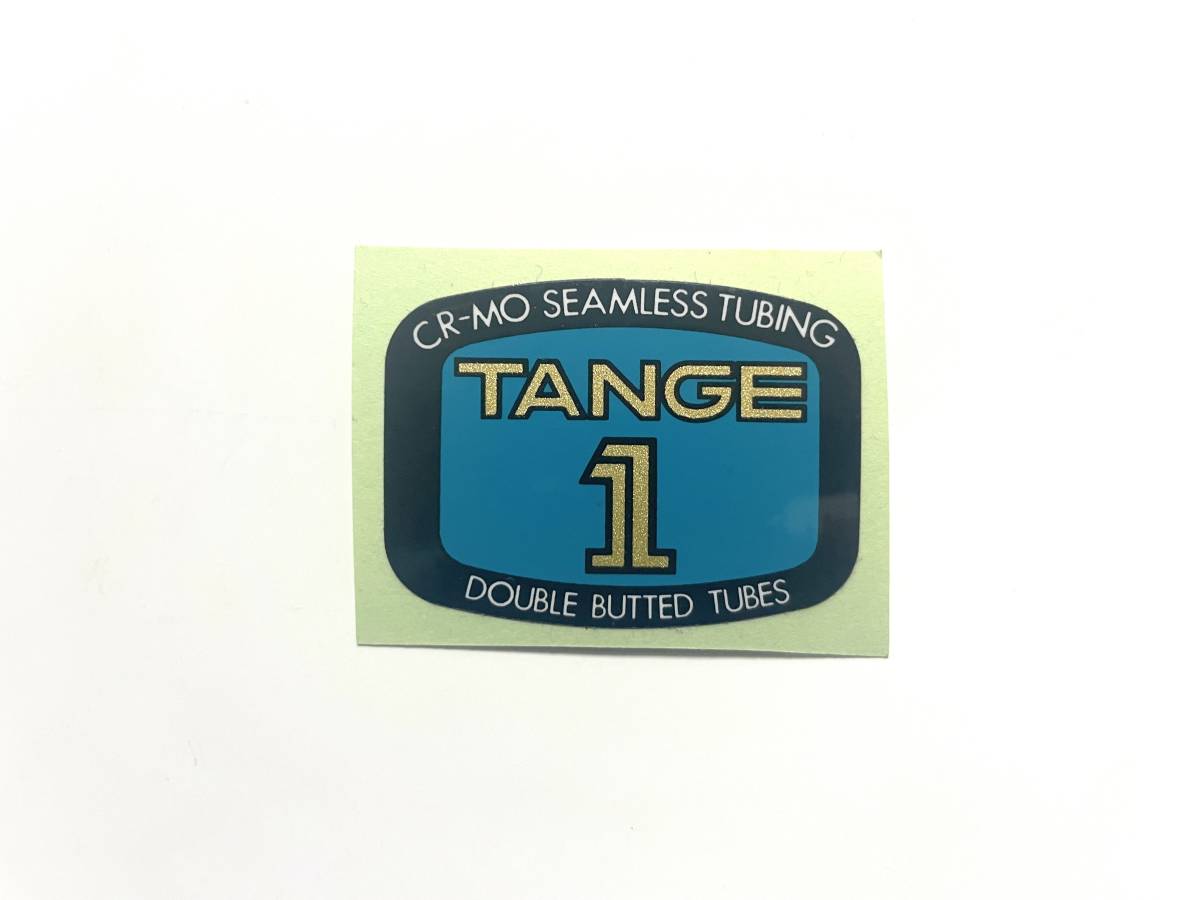 CR-MO SEAMLESS TUBING
TANGE
1
DOUBLE BUTTED TUBES